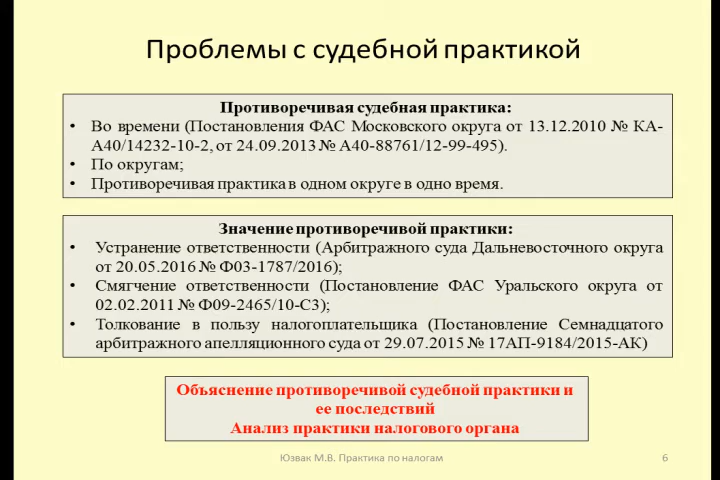 Проблемы с судебной практикой
Противоречивая судебная практика:
• Во времени (Постановления ФАС Московского округа от 13.12.2010 № КА-
А40/14232-10-2, от 24.09.2013 № А40-88761/12-99-495).
• По округам;
• Противоречивая практика в одном округе в одно время.
Значение противоречивой практики:
• Устранение ответственности (Арбитражного суда Дальневосточного округа
от 20.05.2016 № Ф03-1787/2016);
• Смягчение ответственности (Постановление ФАС Уральского округа от
02.02.2011 № Ф09-2465/10-С3);
• Толкование в пользу налогоплательщика (Постановление Семнадцатого
арбитражного апелляционного суда от 29.07.2015 № 17АП-9184/2015-АК)
Объяснение противоречивой судебной практики и
ее последствий
Анализ практики налогового органа
Юзвак М.В. Практика по налогам
6